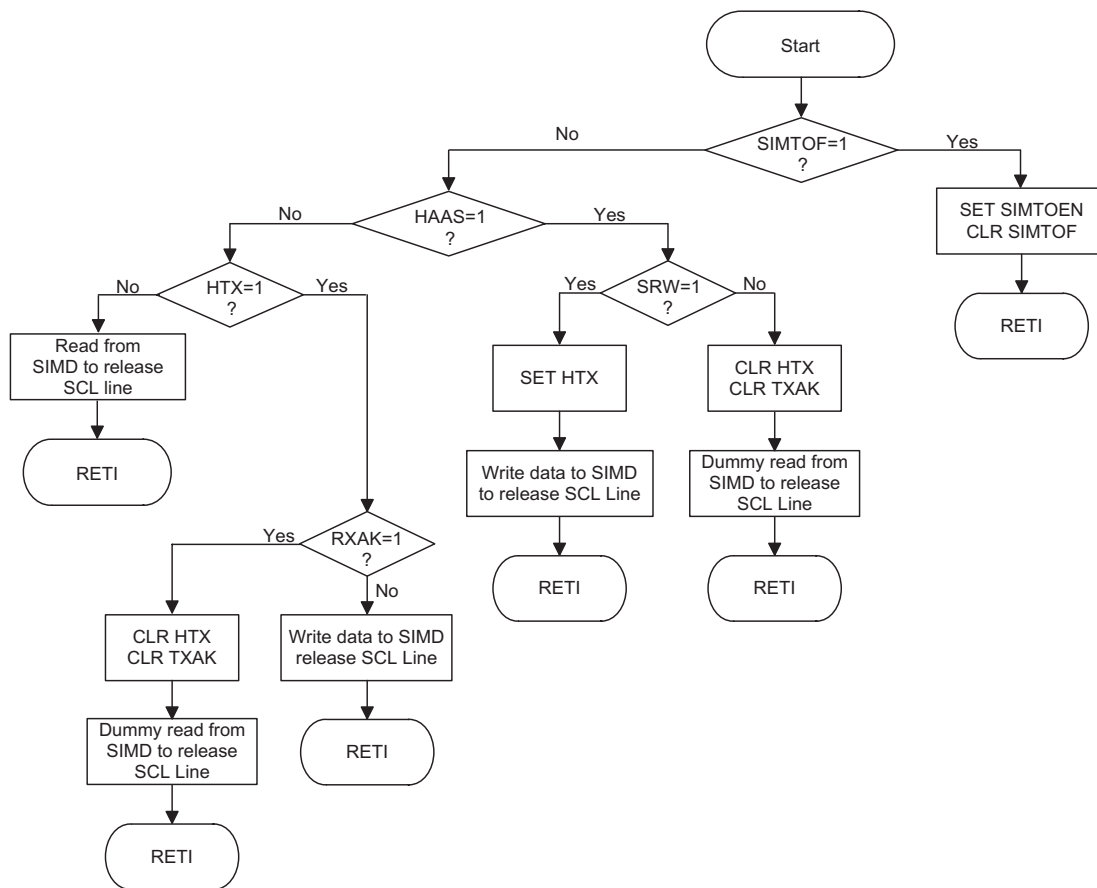 Start
SIMTOF=1
?
No
Yes
SET SIMTOEN
CLR SIMTOF
RETI
HAAS=1
?
No
Yes
HTX=1
?
No
Yes
SRW=1
?
Yes
No
Read from
SIMD to release
SCL line
RETI
SET HTX
CLR HTX
CLR TXAK
Write data to SIMD
to release SCL Line
Dummy read from
SIMD to release
SCL Line
RETI
RETI
RXAK=1
?
Yes
No
CLR HTX
CLR TXAK
Write data to SIMD
release SCL Line
Dummy read from
SIMD to release
SCL Line
RETI
RETI